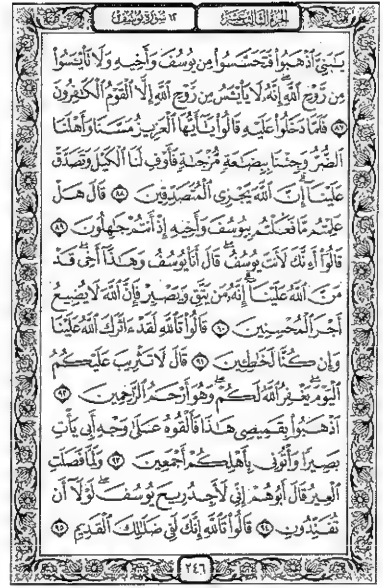 الجزء الثالث عشر
١٢ سورة يوسف
يَٰبَنِىَّ ٱذْهَبُوا۟ فَتَحَسَّسُوا۟ مِن يُوسُفَ وَأَخِيهِ وَلَا تَا۟يْـَٔسُوا۟
مِن رَّوْحِ ٱللَّهِ إِنَّهُۥ لَا يَا۟يْـَٔسُ مِن رَّوْحِ ٱللَّهِ إِلَّا ٱلْقَوْمُ ٱلْكَٰفِرُونَ
٨٧ فَلَمَّا دَخَلُوا۟ عَلَيْهِ قَالُوا۟ يَٰٓأَيُّهَا ٱلْعَزِيزُ مَسَّنَا وَأَهْلَنَا
ٱلضُّرُّ وَجِئْنَا بِبِضَٰعَةٍ مُّزْجَىٰةٍ فَأَوْفِ لَنَا ٱلْكَيْلَ وَتَصَدَّقْ
عَلَيْنَآ إِنَّ ٱللَّهَ يَجْزِى ٱلْمُتَصَدِّقِينَ ٨٨ قَالَ هَلْ
عَلِمْتُم مَّا فَعَلْتُم بِيُوسُفَ وَأَخِيهِ إِذْ أَنتُمْ جَٰهِلُونَ ٨٩
قَالُوٓا۟ أَءِنَّكَ لَأَنتَ يُوسُفُ قَالَ أَنَا۠ يُوسُفُ وَهَٰذَآ أَخِى قَدْ
مَنَّ ٱللَّهُ عَلَيْنَآ إِنَّهُۥ مَن يَتَّقِ وَيَصْبِرْ فَإِنَّ ٱللَّهَ لَا يُضِيعُ
أَجْرَ ٱلْمُحْسِنِينَ ٩٠ قَالُوا۟ تَٱللَّهِ لَقَدْ ءَاثَرَكَ ٱللَّهُ عَلَيْنَا
وَإِن كُنَّا لَخَٰطِـِٔينَ ٩١ قَالَ لَا تَثْرِيبَ عَلَيْكُمُ
ٱلْيَوْمَ يَغْفِرُ ٱللَّهُ لَكُمْ وَهُوَ أَرْحَمُ ٱلرَّٰحِمِينَ ٩٢
ٱذْهَبُوا۟ بِقَمِيصِى هَٰذَا فَأَلْقُوهُ عَلَىٰ وَجْهِ أَبِى يَأْتِ
بَصِيرًا وَأْتُونِى بِأَهْلِكُمْ أَجْمَعِينَ ٩٣ وَلَمَّا فَصَلَتِ
ٱلْعِيرُ قَالَ أَبُوهُمْ إِنِّى لَأَجِدُ رِيحَ يُوسُفَ لَوْلَآ أَن
تُفَنِّدُونِ ٩٤ قَالُوا۟ تَٱللَّهِ إِنَّكَ لَفِى ضَلَٰلِكَ ٱلْقَدِيمِ ٩٥
٢٤٦